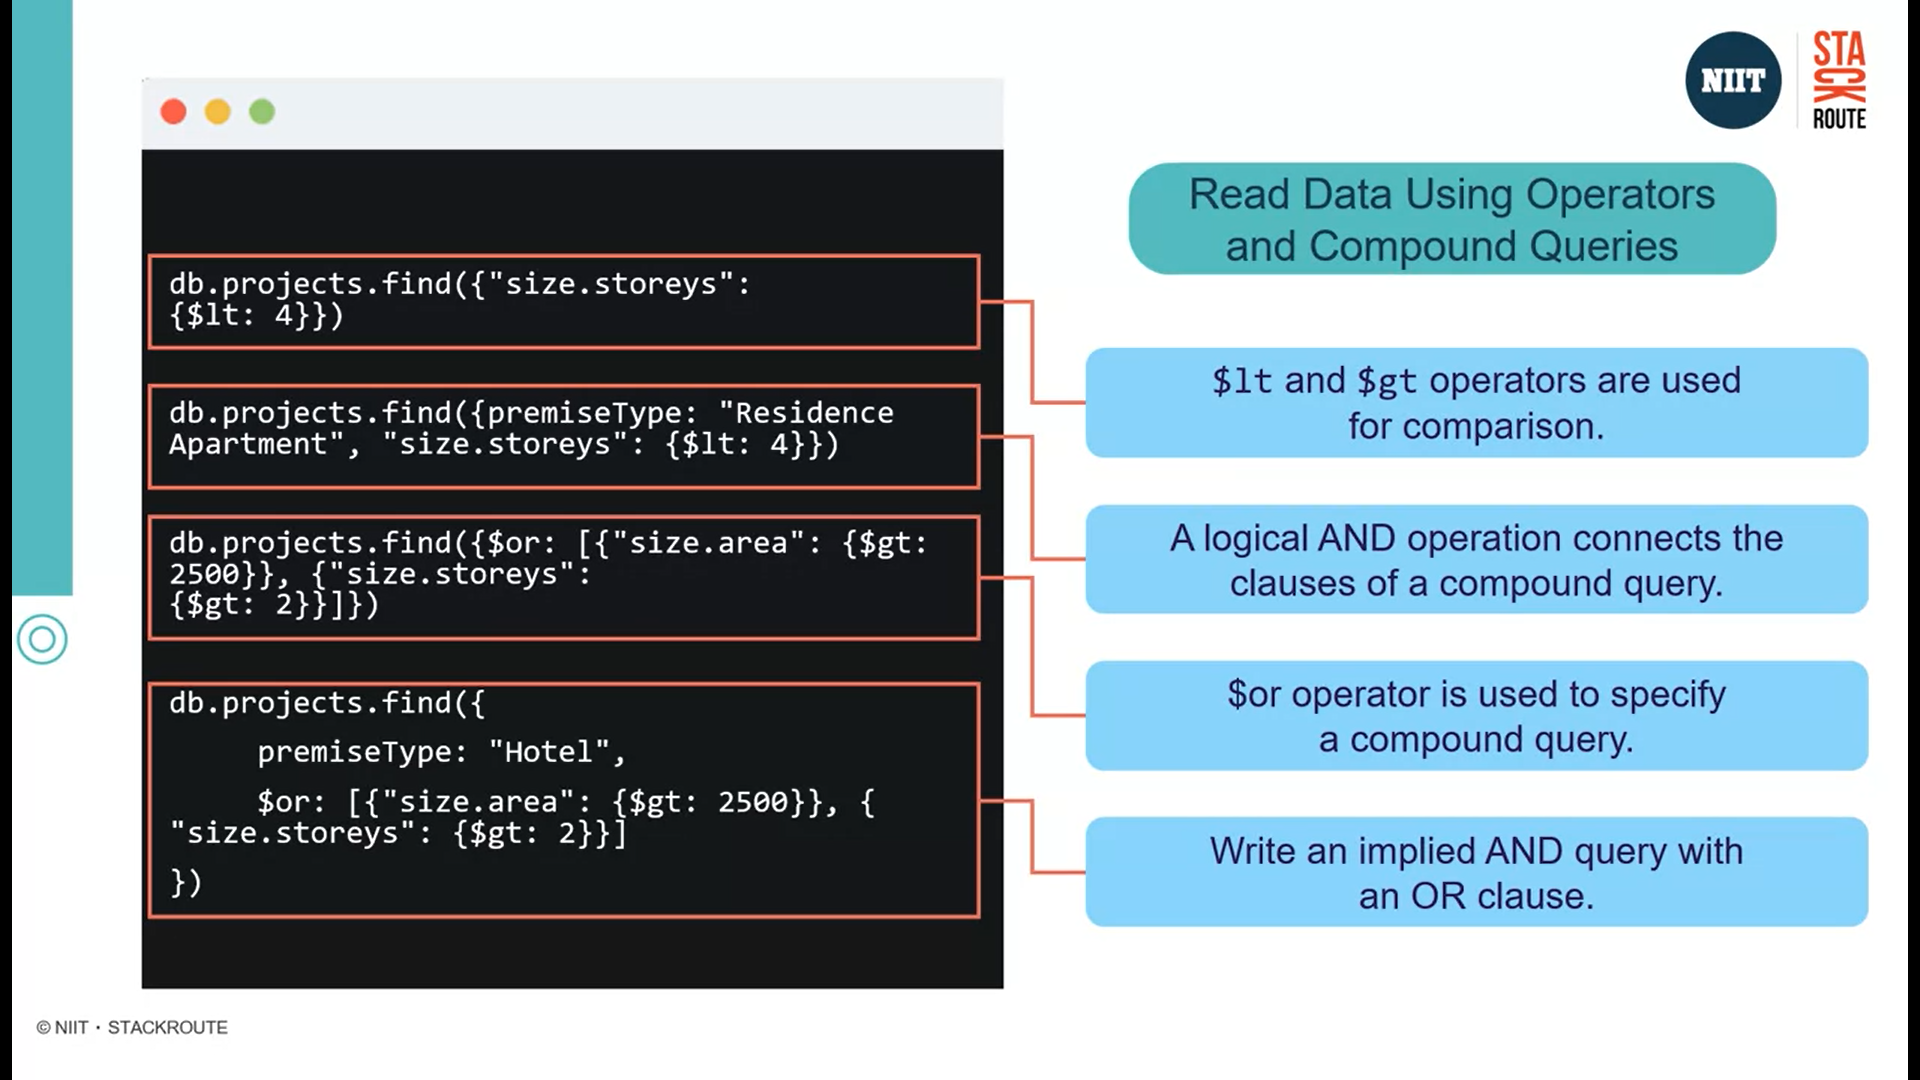 NIIT
STA
CK
ROUTE
Read Data Using Operators
and Compound Queries
db.projects.find({"size.storeys":
{$lt: 4}})
db.projects.find({premiseType: "Residence
Apartment", "size.storeys": {$lt: 4}})
db.projects.find({$or: [{"size.area": {$gt:
2500}}, {"size.storeys":
{$gt: 2}}]})
db.projects.find({
premiseType: "Hotel",
$or: [{"size.area": {$gt: 2500}}, {
"size.storeys": {$gt: 2}}]
})
$lt and $gt operators are used
for comparison.
A logical AND operation connects the
clauses of a compound query.
$or operator is used to specify
a compound query.
Write an implied AND query with
an OR clause.
© NIIT · STACKROUTE